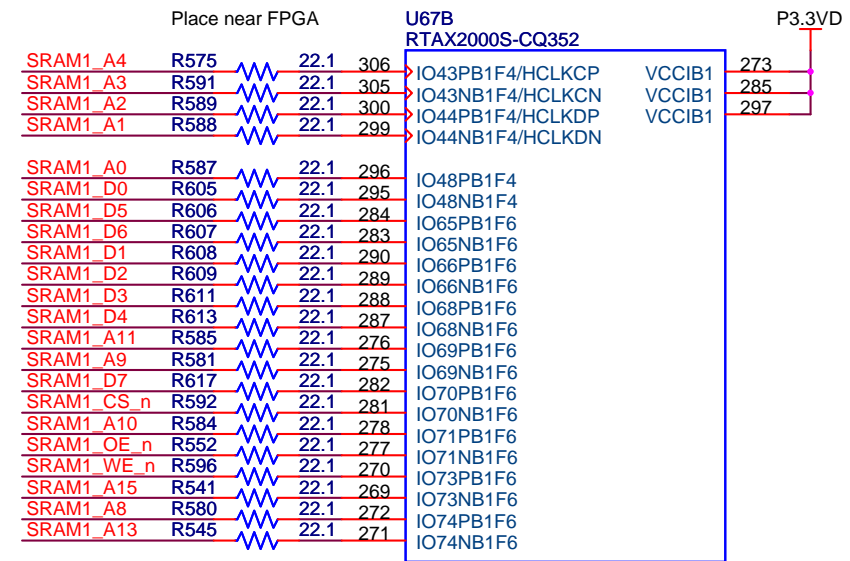 Place near FPGA U67B P3.3VD
RTAX2000S-CQ352
SRAM1_A4 R575 22.1 306 IO43PB1F4/HCLKCP VCCIB1 273
SRAM1_A3 R591 22.1 305 IO43NB1F4/HCLKCN VCCIB1 285
SRAM1_A2 R589 22.1 300 IO44PB1F4/HCLKDP VCCIB1 297
SRAM1_A1 R588 22.1 299 IO44NB1F4/HCLKDN
SRAM1_A0 R587 22.1 296 IO48PB1F4
SRAM1_D0 R605 22.1 295 IO48NB1F4
SRAM1_D5 R606 22.1 284 IO65PB1F6
SRAM1_D6 R607 22.1 283 IO65NB1F6
SRAM1_D1 R608 22.1 290 IO66PB1F6
SRAM1_D2 R609 22.1 289 IO66NB1F6
SRAM1_D3 R611 22.1 288 IO68PB1F6
SRAM1_D4 R613 22.1 287 IO68NB1F6
SRAM1_A11 R585 22.1 276 IO69PB1F6
SRAM1_A9 R581 22.1 275 IO69NB1F6
SRAM1_D7 R617 22.1 282 IO70PB1F6
SRAM1_CS_n R592 22.1 281 IO70NB1F6
SRAM1_A10 R584 22.1 278 IO71PB1F6
SRAM1_OE_n R552 22.1 277 IO71NB1F6
SRAM1_WE_n R596 22.1 270 IO73PB1F6
SRAM1_A15 R541 22.1 269 IO73NB1F6
SRAM1_A8 R580 22.1 272 IO74PB1F6
SRAM1_A13 R545 22.1 271 IO74NB1F6